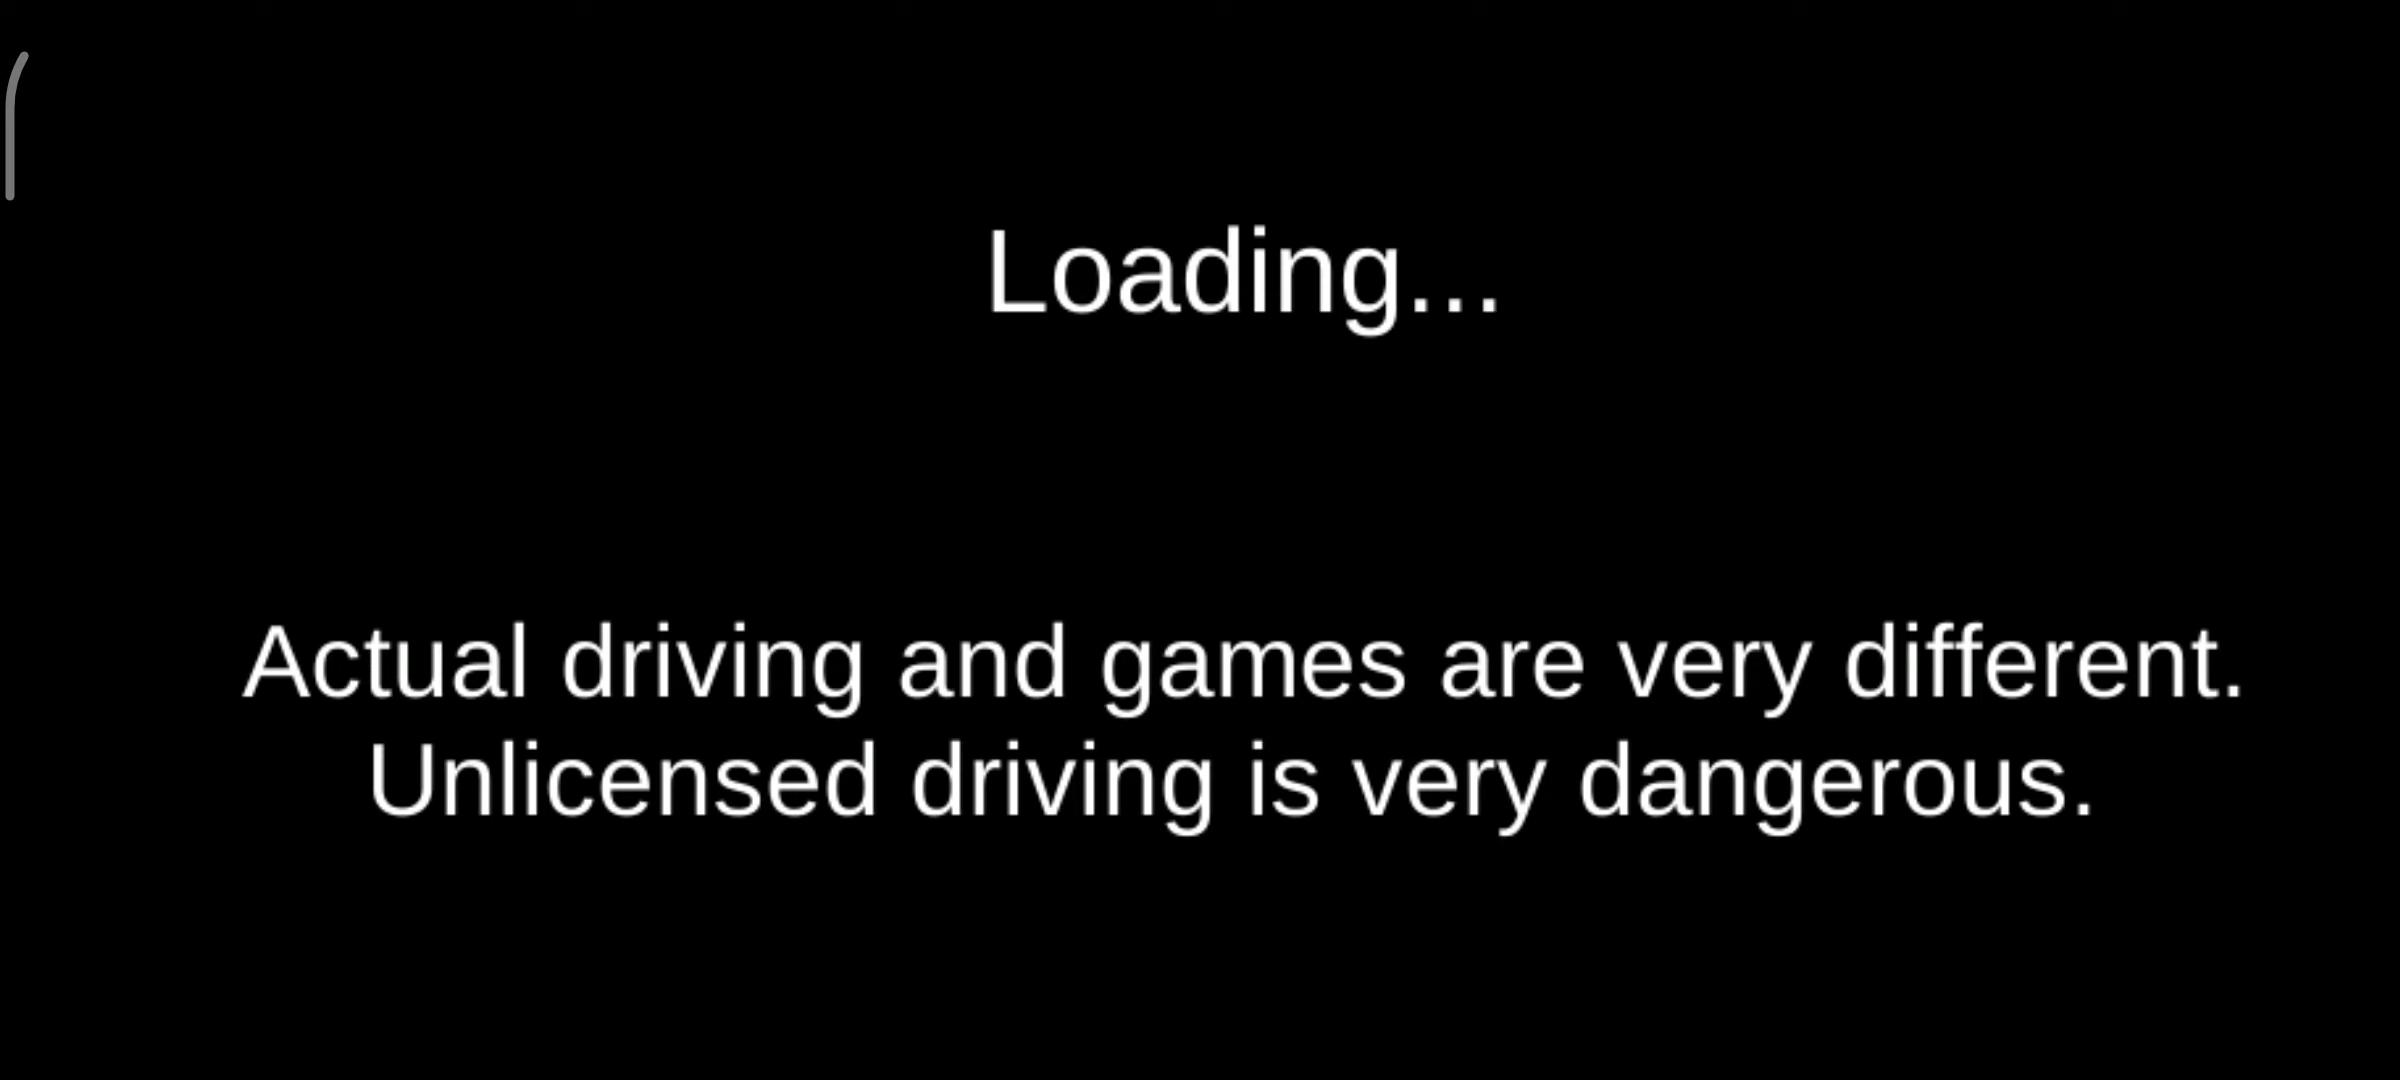 Loading...
Actual driving and games are very different.
Unlicensed driving is very dangerous.